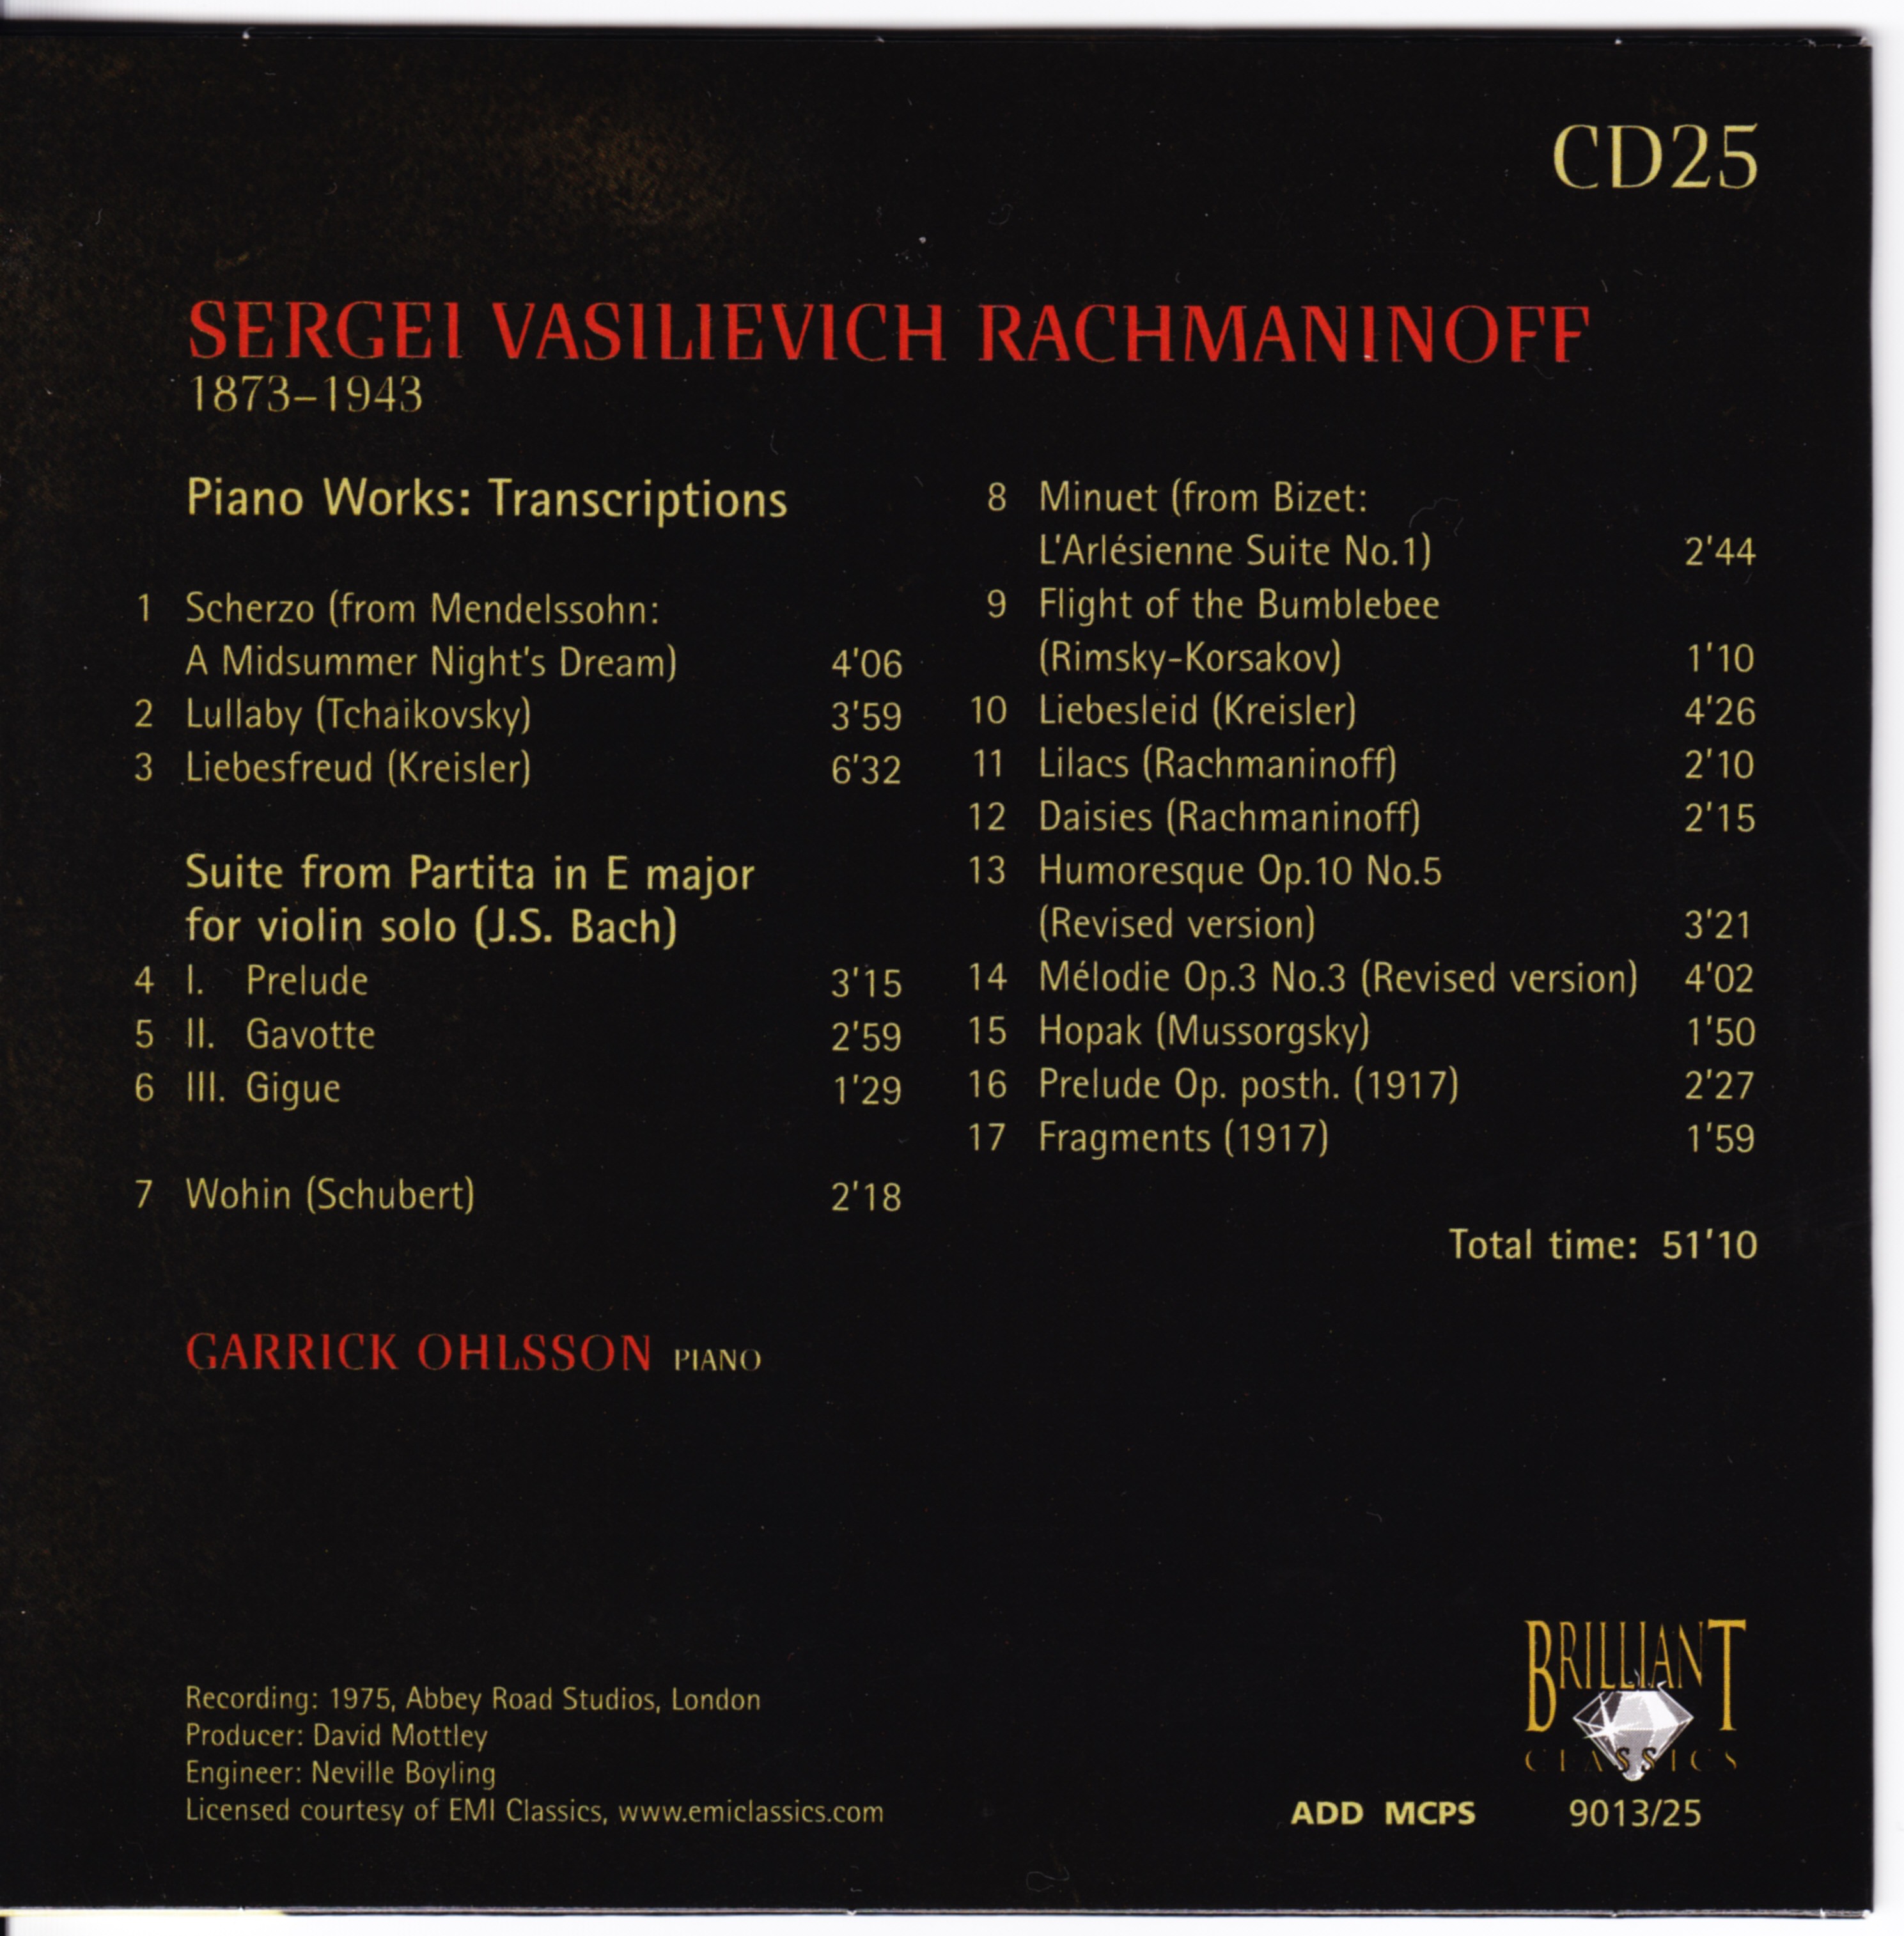 CD25
SERGEI VASILIEVICH RACHMANINOFF
1873–1943
Piano Works: Transcriptions
1 Scherzo (from Mendelssohn:
A Midsummer Night's Dream) 4'06
2 Lullaby (Tchaikovsky) 3'59
3 Liebesfreud (Kreisler) 6'32
Suite from Partita in E major
for violin solo (J.S. Bach)
4 I. Prelude 3'15
5 II. Gavotte 2'59
6 III. Gigue 1'29
7 Wohin (Schubert) 2'18
8 Minuet (from Bizet:
L'Arlésienne Suite No.1) 2'44
9 Flight of the Bumblebee
(Rimsky-Korsakov) 1'10
10 Liebesleid (Kreisler) 4'26
11 Lilacs (Rachmaninoff) 2'10
12 Daisies (Rachmaninoff) 2'15
13 Humoresque Op.10 No.5
(Revised version) 3'21
14 Mélodie Op.3 No.3 (Revised version) 4'02
15 Hopak (Mussorgsky) 1'50
16 Prelude Op. posth. (1917) 2'27
17 Fragments (1917) 1'59
Total time: 51'10
GARRICK OHLSSON PIANO
Recording: 1975, Abbey Road Studios, London
Producer: David Mottley
Engineer: Neville Boyling
Licensed courtesy of EMI Classics, www.emiclassics.com
BRILLIANT
CLASSICS
ADD MCPS 9013/25